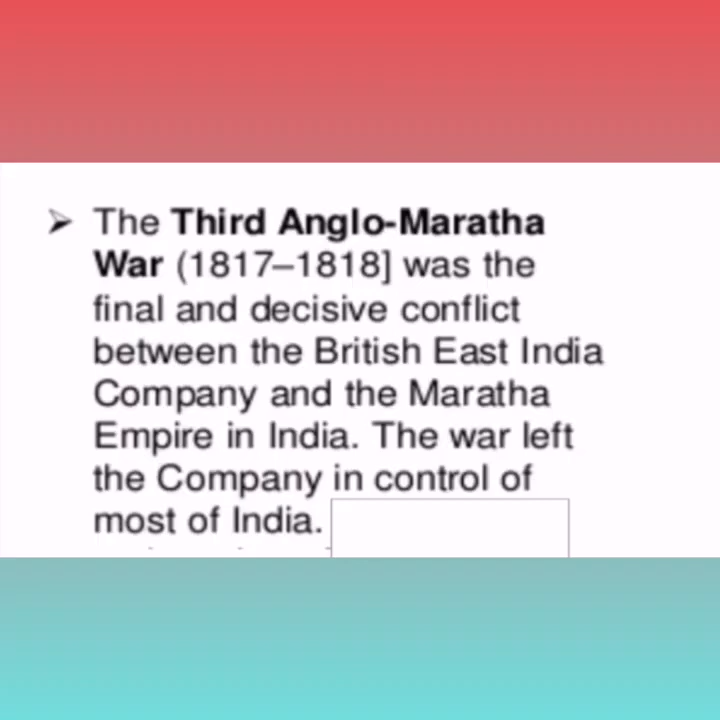 ➢ The Third Anglo-Maratha
War (1817–1818] was the
final and decisive conflict
between the British East India
Company and the Maratha
Empire in India. The war left
the Company in control of
most of India.